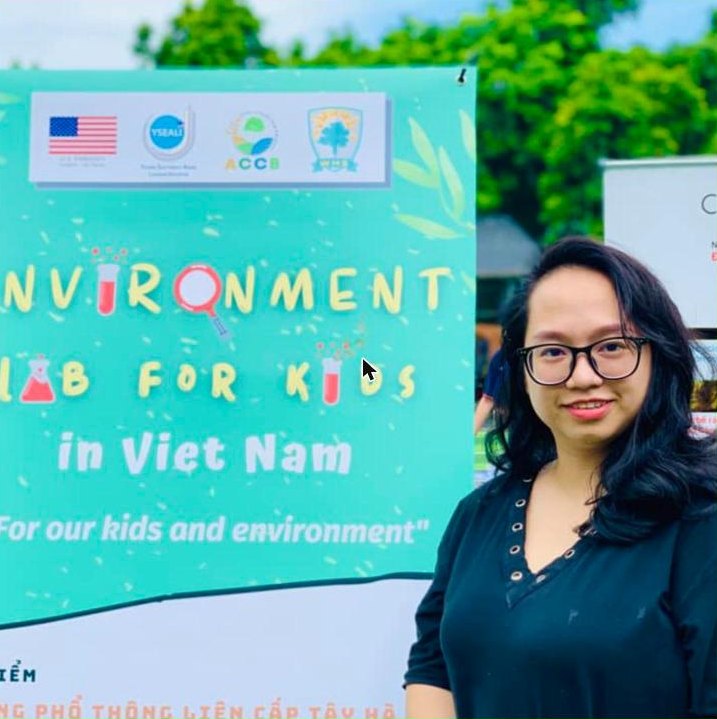 YSEALI
ACCB
NVIRONMENT
LAB FOR KIDS
in Viet Nam
For our kids and environment"
IỂM
NG PHỔ THÔNG LIÊN CẤP TÂY HÀ